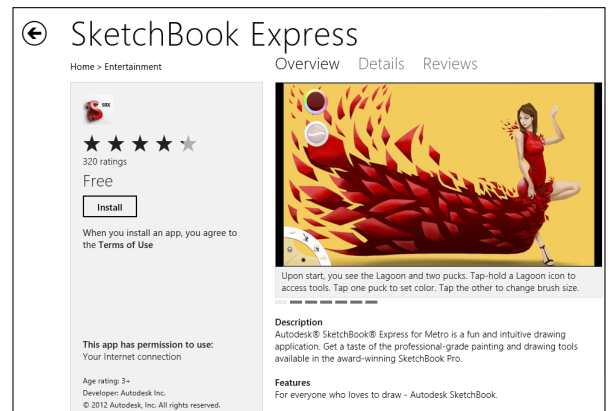 SketchBook Express
Home > Entertainment
Overview Details Reviews
SBX
320 ratings
Free
Install
When you install an app, you agree to
the Terms of Use
This app has permission to use:
Your Internet connection
Age rating: 3+
Developer: Autodesk Inc.
© 2012 Autodesk, Inc. All rights reserved.
Upon start, you see the Lagoon and two pucks. Tap-hold a Lagoon icon to
access tools. Tap one puck to set color. Tap the other to change brush size.
Description
Autodesk® SketchBook® Express for Metro is a fun and intuitive drawing
application. Get a taste of the professional-grade painting and drawing tools
available in the award-winning SketchBook Pro.
Features
For everyone who loves to draw - Autodesk SketchBook.